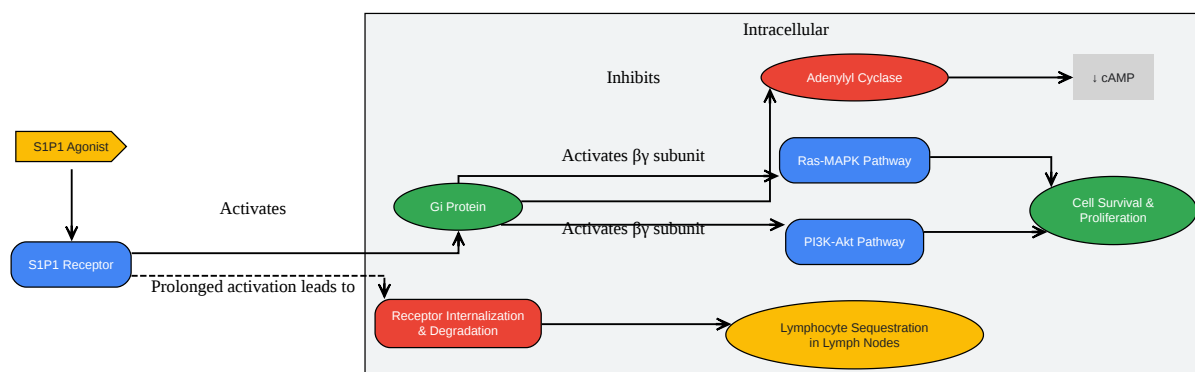 Intracellular
Inhibits
Adenylyl Cyclase
↓ cAMP
S1P1 Agonist
Activates βγ subunit
Ras-MAPK Pathway
Activates
Gi Protein
Cell Survival &
Proliferation
Activates βγ subunit
PI3K-Akt Pathway
S1P1 Receptor
Prolonged activation leads to
Receptor Internalization
& Degradation
Lymphocyte Sequestration
in Lymph Nodes